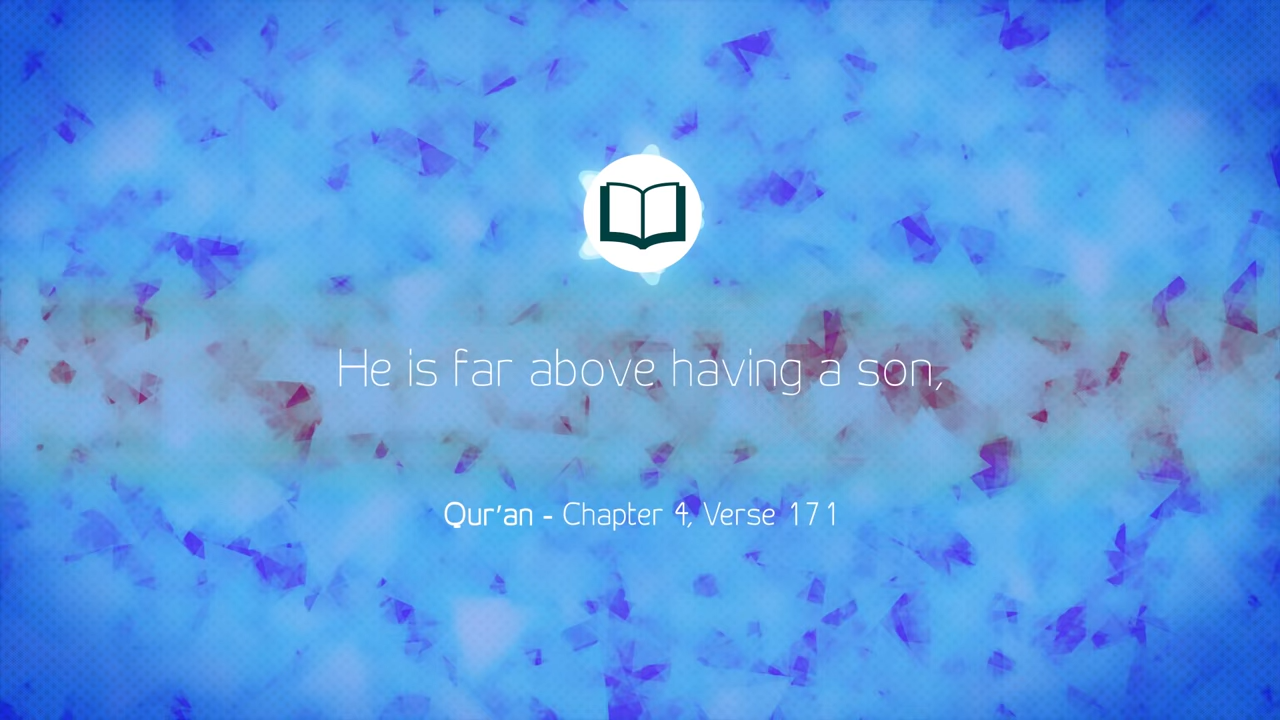 He is far above having a son,
Qur'an - Chapter 4, Verse 171